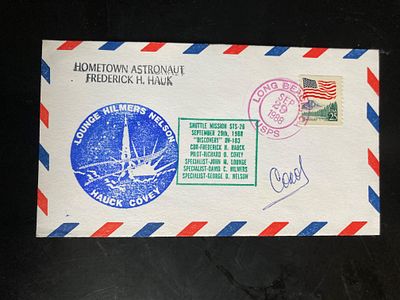 HOMETOWN ASTRONAUT
FREDERICK H. HAUK
LOUNGE HILMERS NELSON
HAUCK COVEY
SHUTTLE MISSION STS-26
SEPTEMBER 29th, 1988
"DISCOVERY" OV-103
CDR-FREDERICK H. HAUCK
PILOT-RICHARD O. COVEY
SPECIALIST-JOHN M. LOUNGE
SPECIALIST-DAVID C. HILMERS
SPECIALIST-GEORGE D. NELSON
LONG
SEP
29
1988
USPS
25